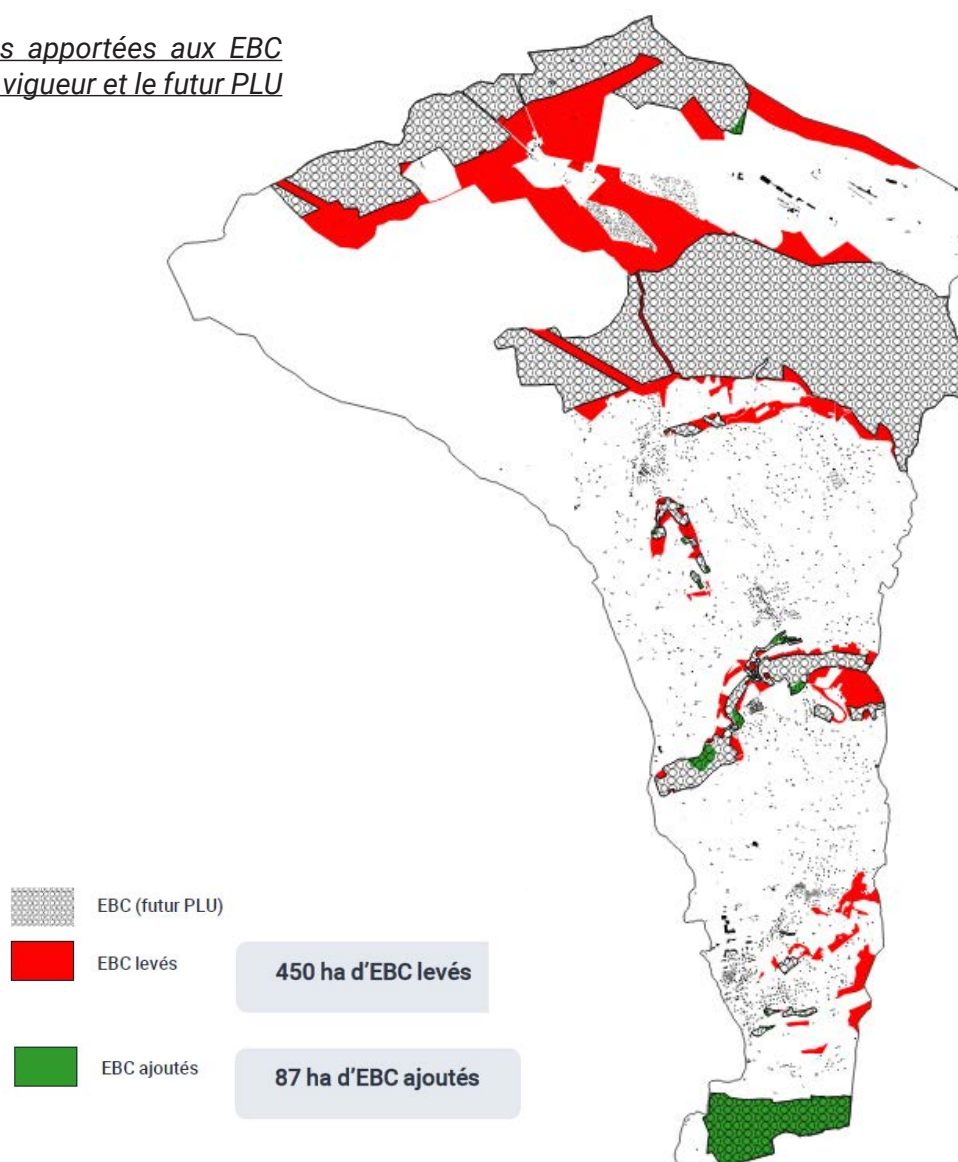 s apportées aux EBC
vigueur et le futur PLU
EBC (futur PLU)
EBC levés
450 ha d'EBC levés
EBC ajoutés
87 ha d'EBC ajoutés